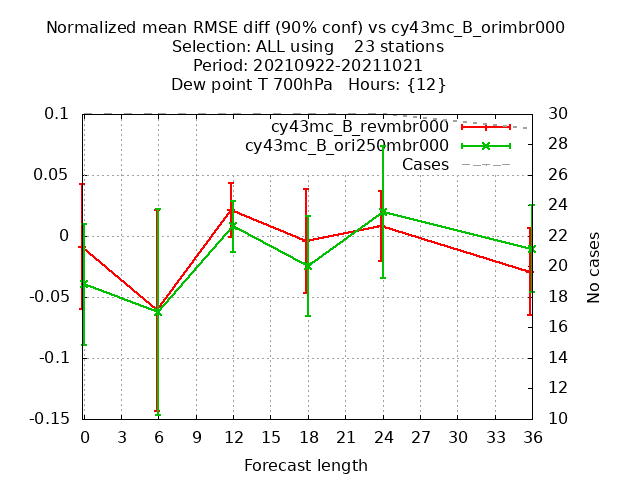 Normalized mean RMSE diff (90% conf) vs cy43mc_B_orimbr000
Selection: ALL using    23 stations
Period: 20210922-20211021
Dew point T 700hPa   Hours: {12}
cy43mc_B_revmbr000
cy43mc_B_ori250mbr000
Cases
0.1
0.05
0
-0.05
-0.1
-0.15
30
28
26
24
22
20
18
16
14
12
10
No cases
0 3 6 9 12 15 18 21 24 27 30 33 36
Forecast length